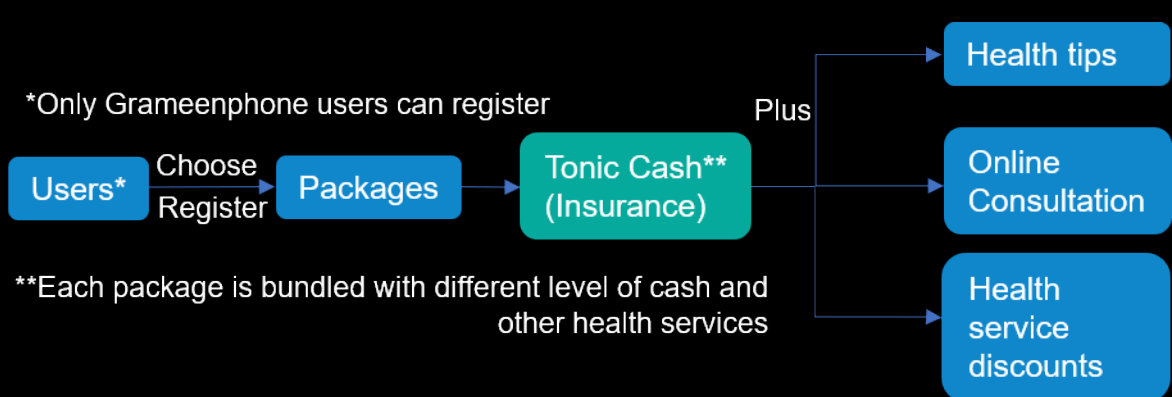 Health tips
*Only Grameenphone users can register
Plus
Users*
Choose
Register
Packages
Tonic Cash**
(Insurance)
Online
Consultation
**Each package is bundled with different level of cash and
other health services
Health
service
discounts